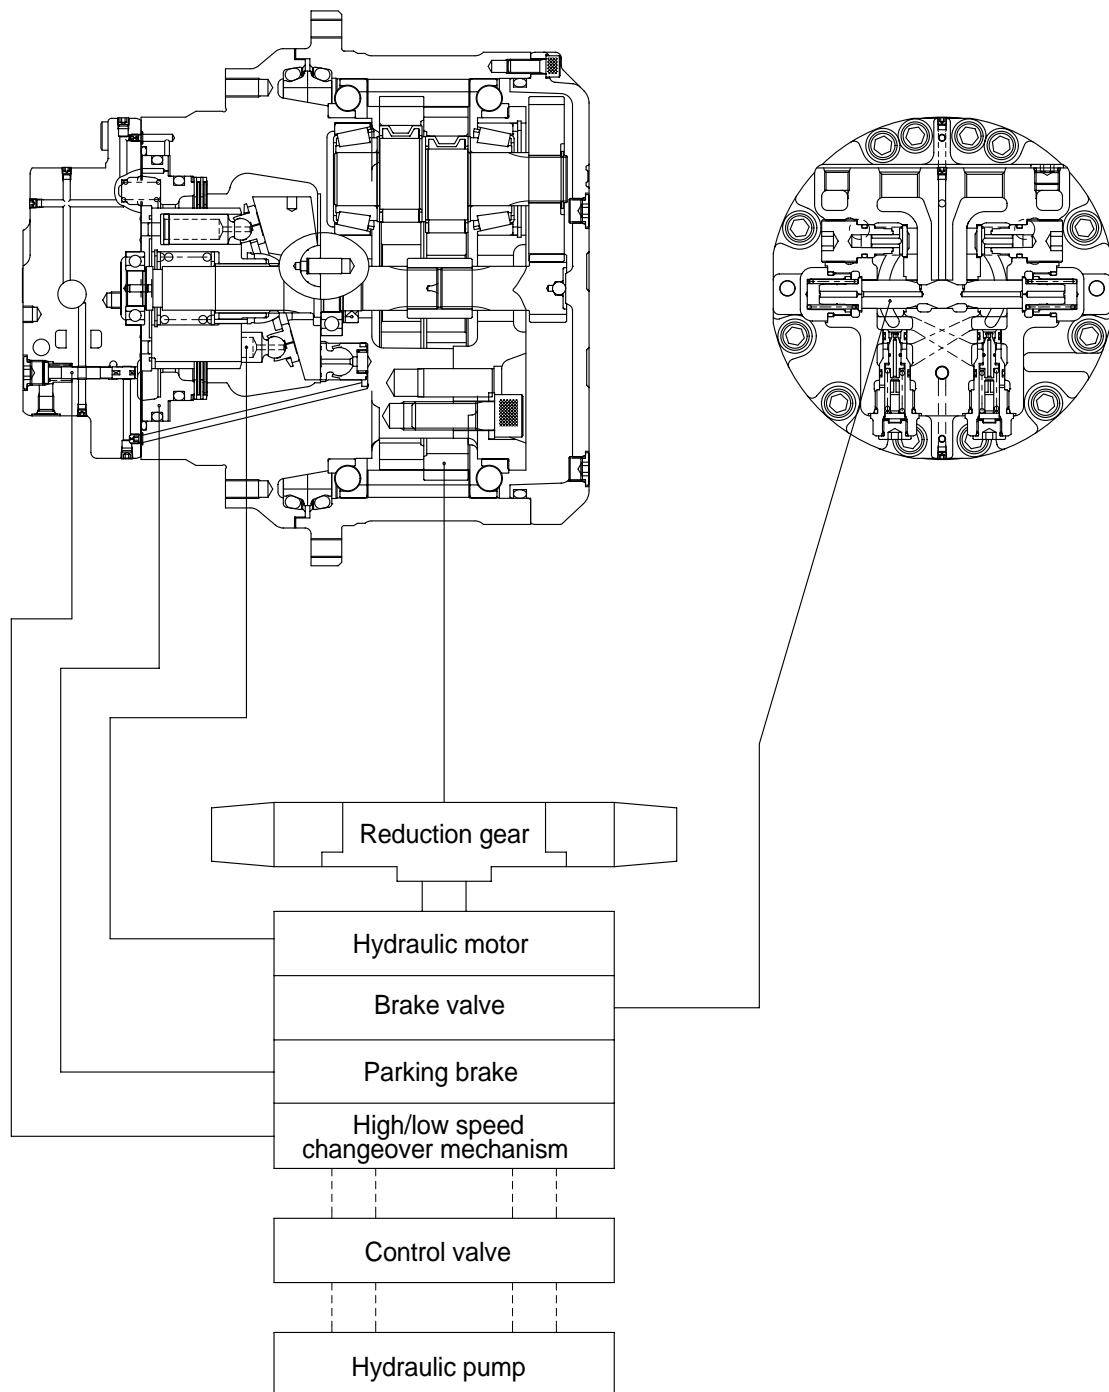 Reduction gear
Hydraulic motor
Brake valve
Parking brake
High/low speed
changeover mechanism
Control valve
Hydraulic pump